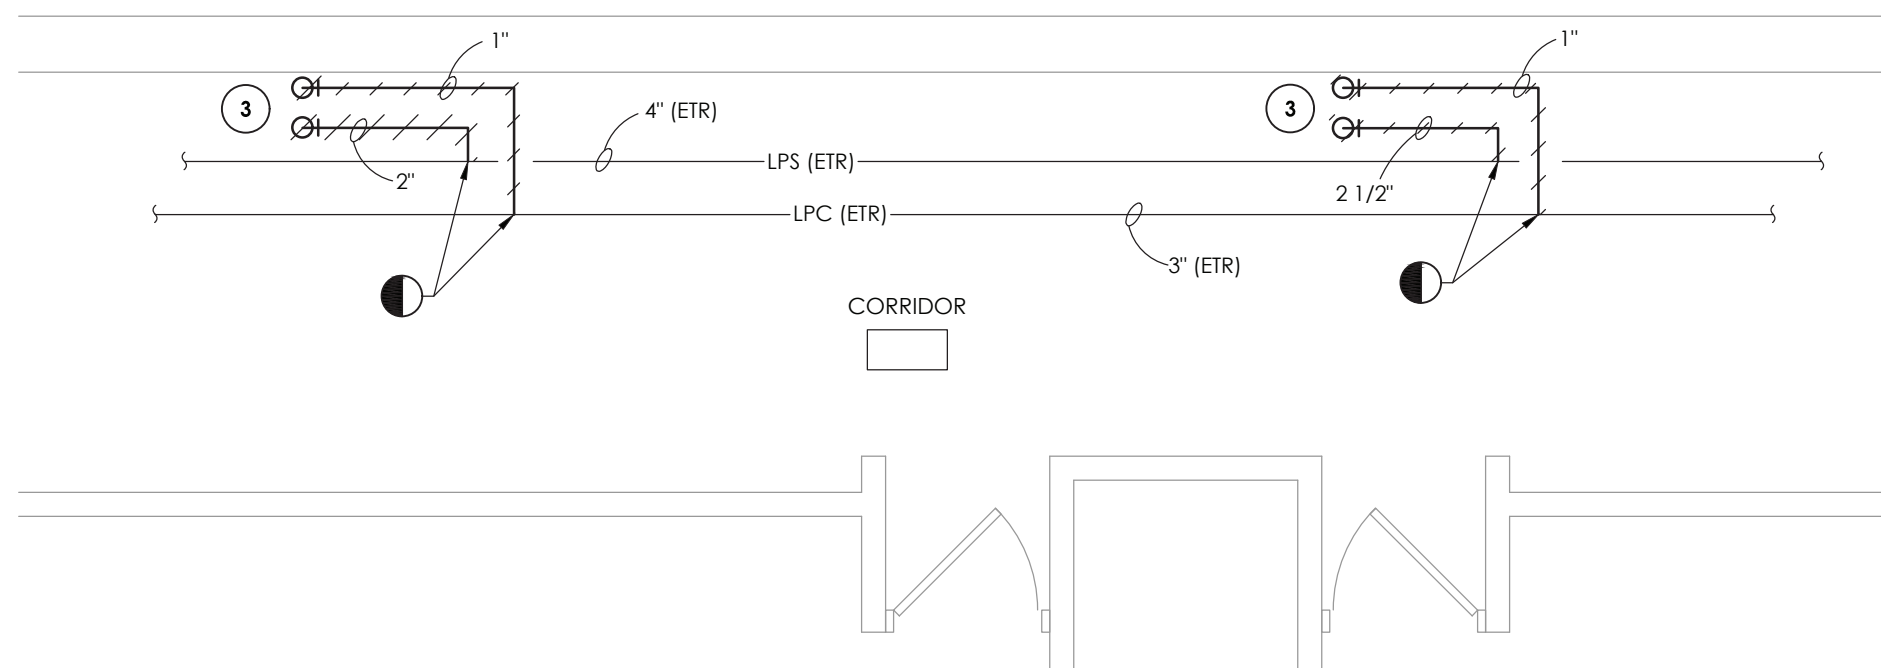 1"
1"
3
3
4" (ETR)
LPS (ETR)
2"
2 1/2"
LPC (ETR)
3" (ETR)
CORRIDOR